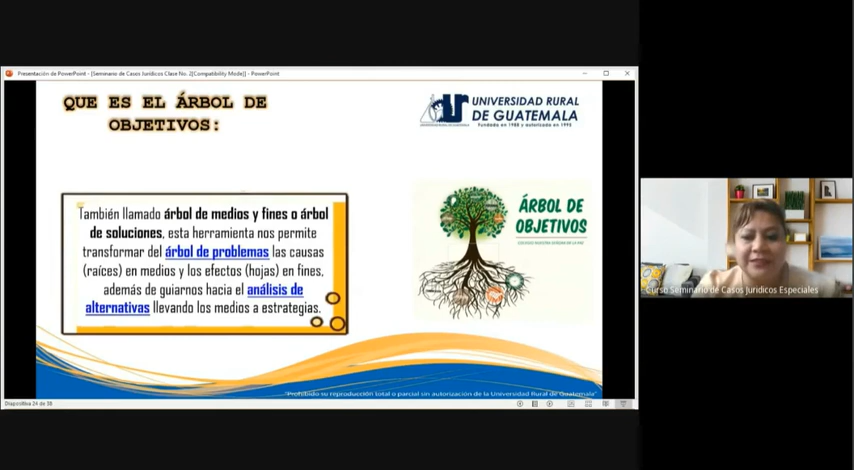 Presentación de PowerPoint - [Seminario de Casos Jurídicos Clase No. 2[Compatibility Mode]] - PowerPoint
QUE ES EL ÁRBOL DE
OBJETIVOS:
UNIVERSIDAD RURAL
DE GUATEMALA
Fundada en 1988 y autorizada en 1995
También llamado árbol de medios y fines o árbol
de soluciones, esta herramienta nos permite
transformar del árbol de problemas las causas
(raíces) en medios y los efectos (hojas) en fines,
además de guiarnos hacia el análisis de
alternativas llevando los medios a estrategias.
ÁRBOL DE
OBJETIVOS
Curso Seminario de Casos Juridicos Especiales
"Prohibido su reproducción total o parcial sin autorización de la Universidad Rural de Guatemala"
Diapositiva 24 de 38